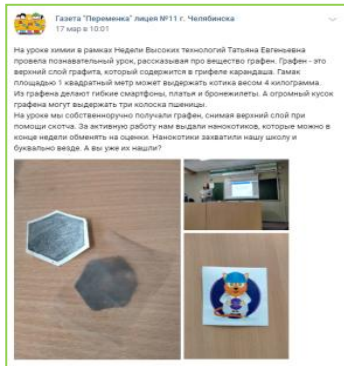 Газета "Переменка" лицея №11 г. Челябинска
17 мар в 10:01
На уроке химии в рамках Недели Высоких технологий Татьяна Евгеньевна
провела познавательный урок, рассказывая про вещество графен. Графен - это
верхний слой графита, который содержится в грифеле карандаша. Гамак
площадью 1 квадратный метр может выдержать котика весом 4 килограмма.
Из графена делают гибкие смартфоны, платья и бронежилеты. А огромный кусок
графена могут выдержать три колоска пшеницы.
На уроке мы собственноручно получали графен, снимая верхний слой при
помощи скотча. За активную работу нам выдали нанокотиков, которые можно в
конце недели обменять на оценки. Нанокотики захватили нашу школу и
буквально везде. А вы уже их нашли?